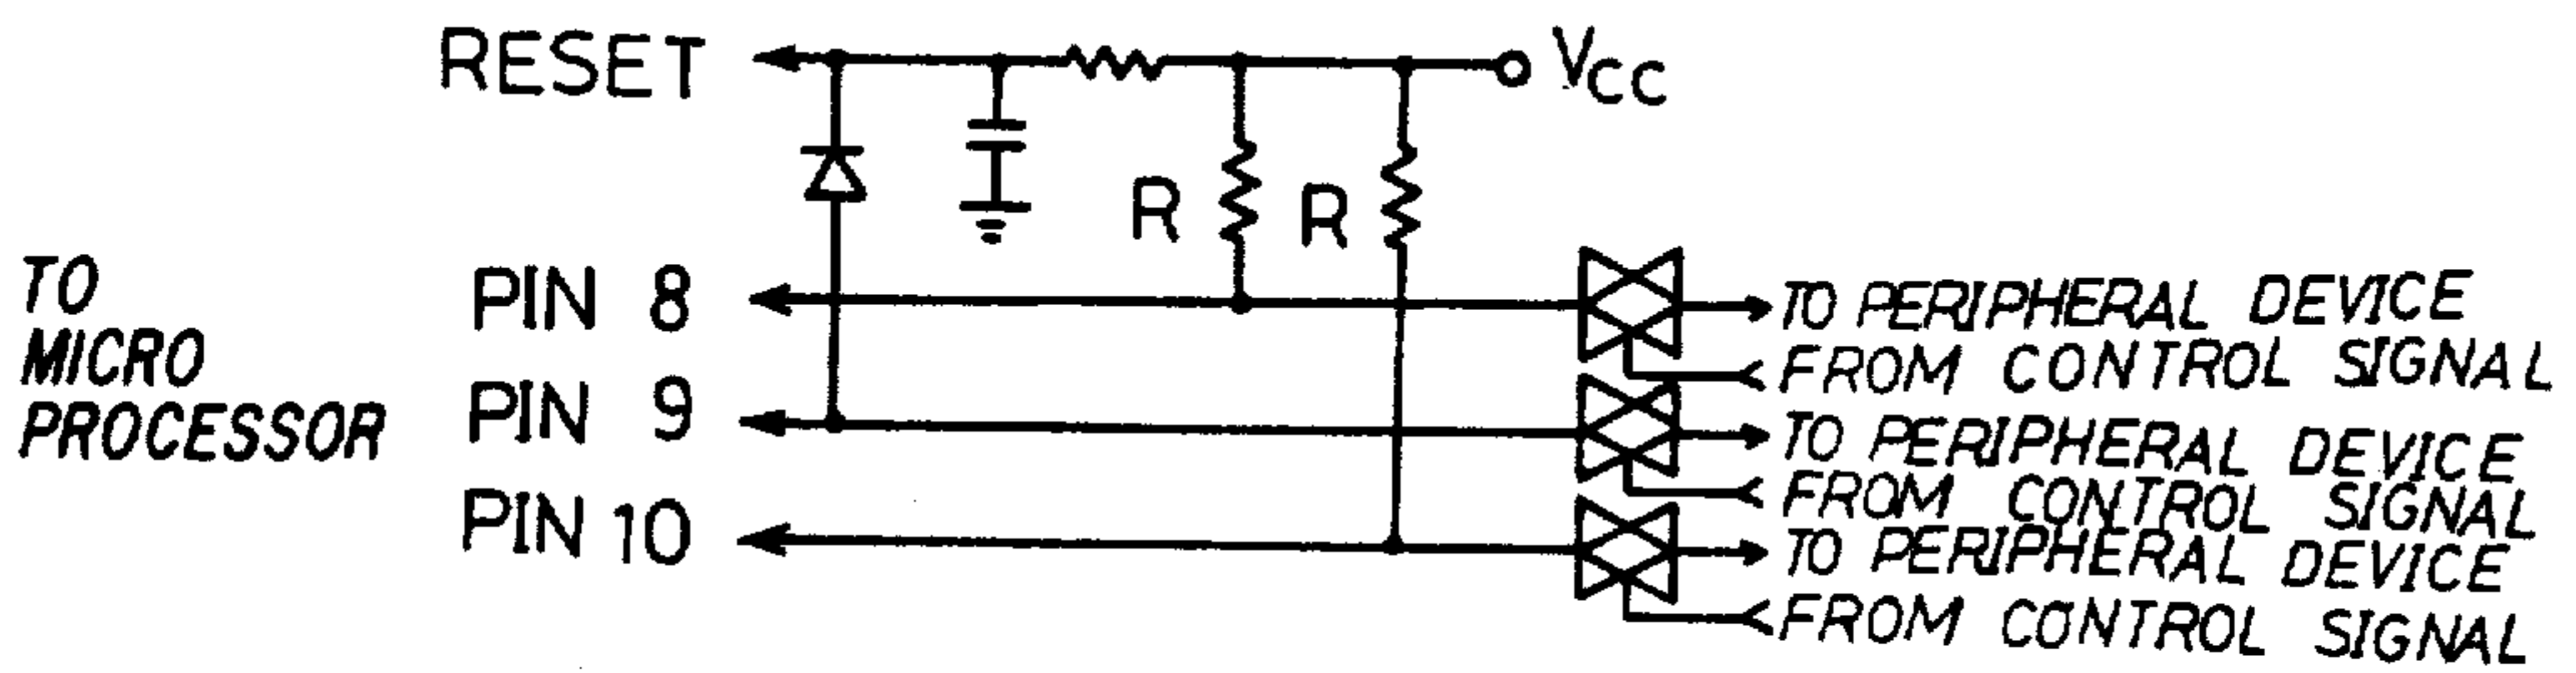 RESET
VCC
R R
TO
MICRO
PROCESSOR
PIN 8
PIN 9
PIN 10
TO PERIPHERAL DEVICE
FROM CONTROL SIGNAL
TO PERIPHERAL DEVICE
FROM CONTROL SIGNAL
TO PERIPHERAL DEVICE
FROM CONTROL SIGNAL